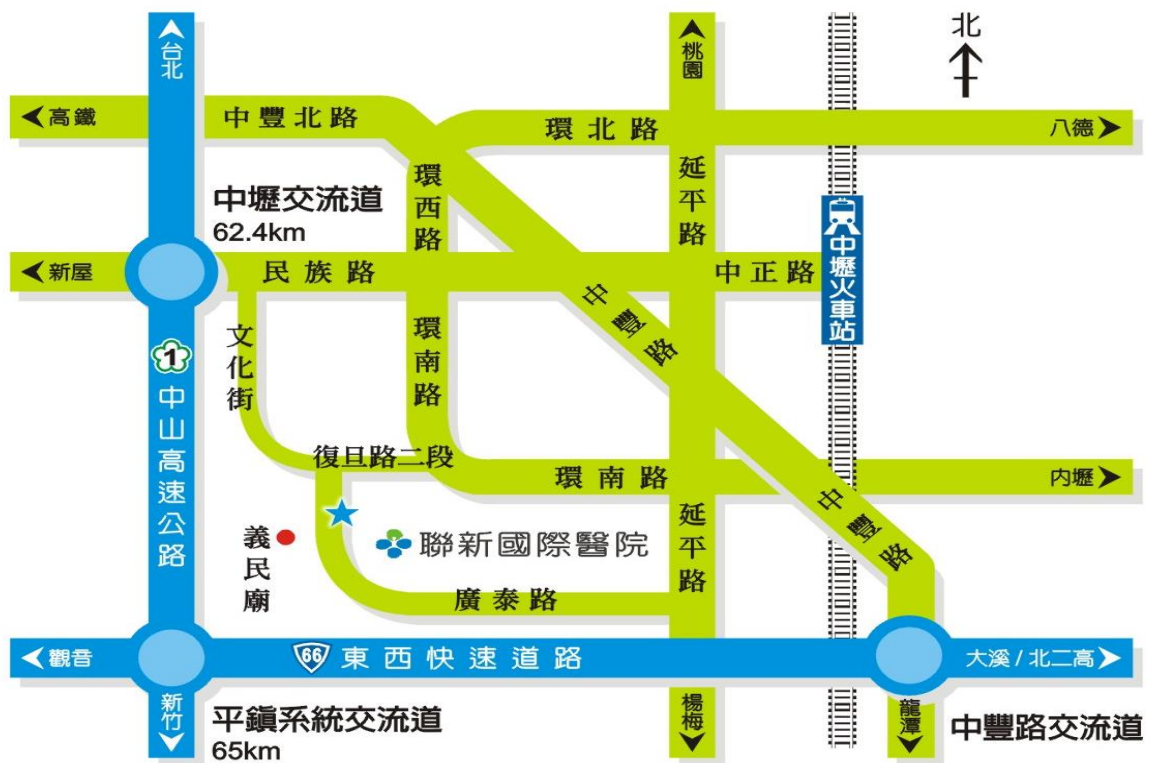 台北
桃園
北
高鐵
中豐北路
環北路
八德
環西路
延平路
中壢交流道
62.4km
新屋
民族路
中正路
中壢火車站
中豐路
文化街
環南路
1
中山高速公路
復旦路二段
環南路
中豐路
內壢
義民廟
聯新國際醫院
延平路
廣泰路
觀音
66
東西快速道路
大溪/北二高
新竹
平鎮系統交流道
65km
楊梅
龍潭
中豐路交流道